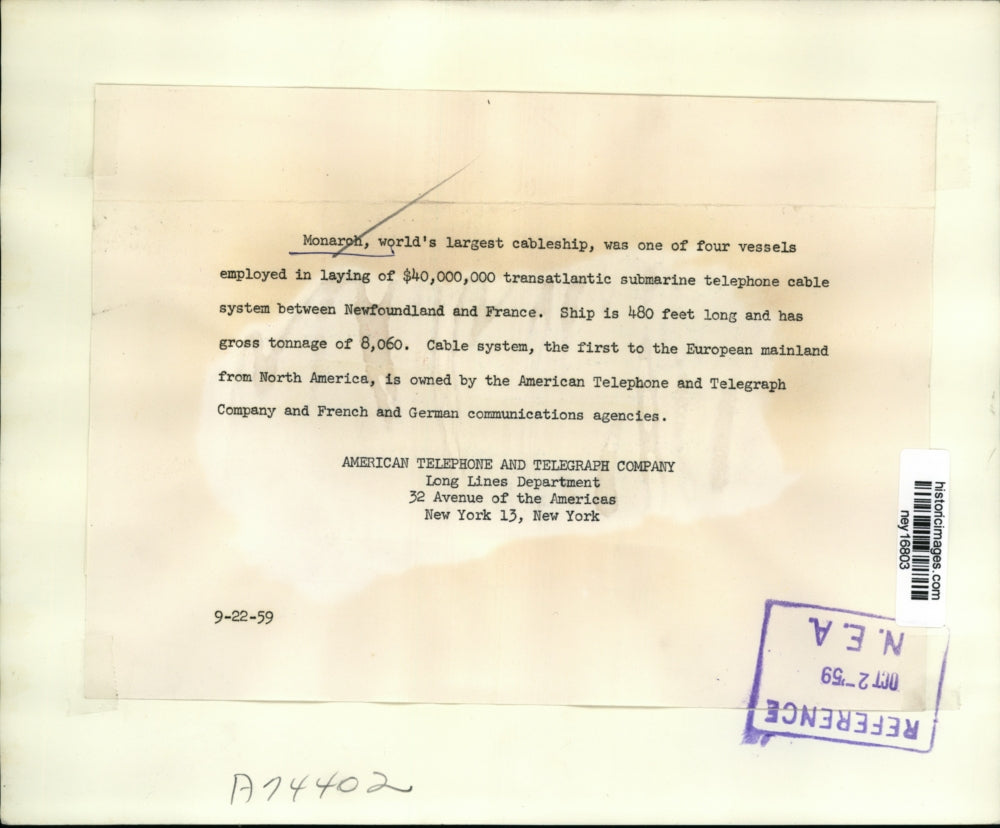 Monarch, world's largest cableship, was one of four vessels
employed in laying of $40,000,000 transatlantic submarine telephone cable
system between Newfoundland and France. Ship is 480 feet long and has
gross tonnage of 8,060. Cable system, the first to the European mainland
from North America, is owned by the American Telephone and Telegraph
Company and French and German communications agencies.
AMERICAN TELEPHONE AND TELEGRAPH COMPANY
Long Lines Department
32 Avenue of the Americas
New York 13, New York
historicimages.com
ney16803
9-22-59
REFERENCE
OCT 2-'59
N.E.A.
A74402